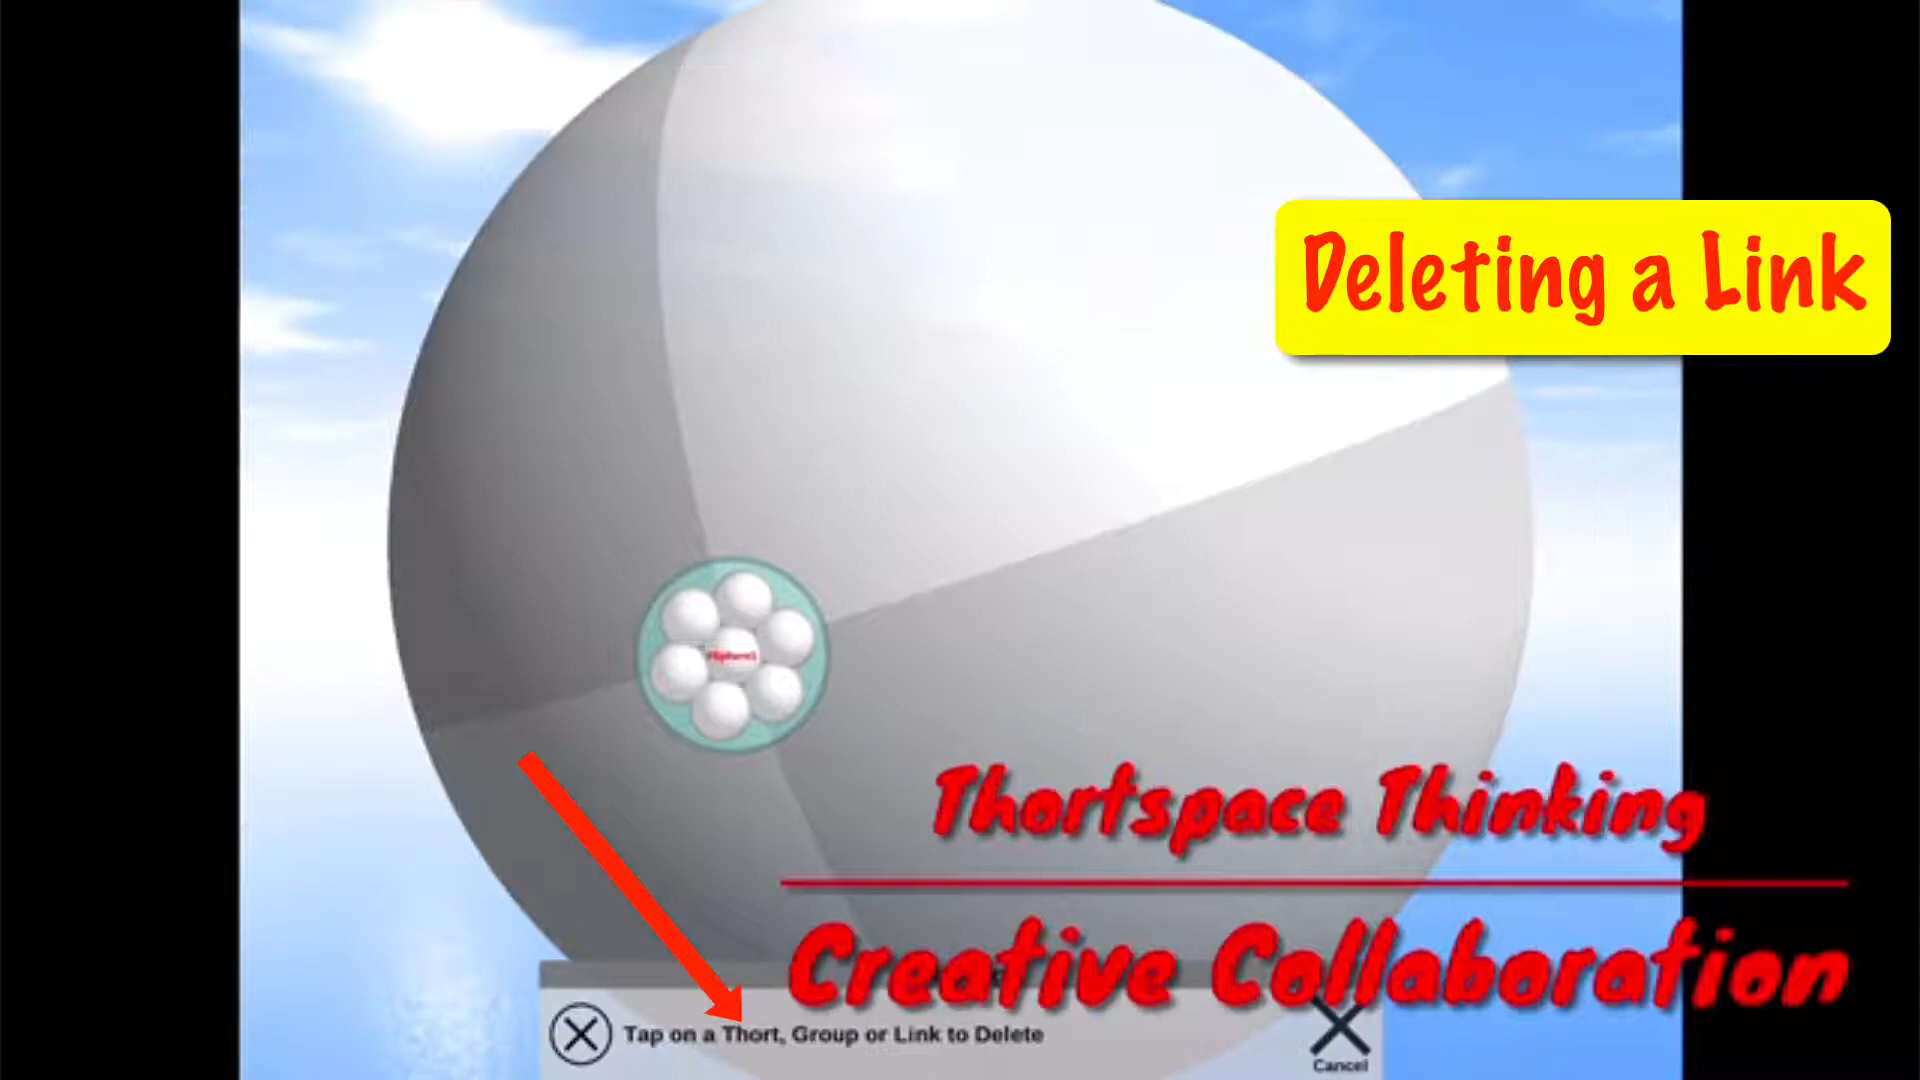 Deleting a Link
Thortspace Thinking
Creative Collaboration
Tap on a Thort, Group or Link to Delete
Cancel